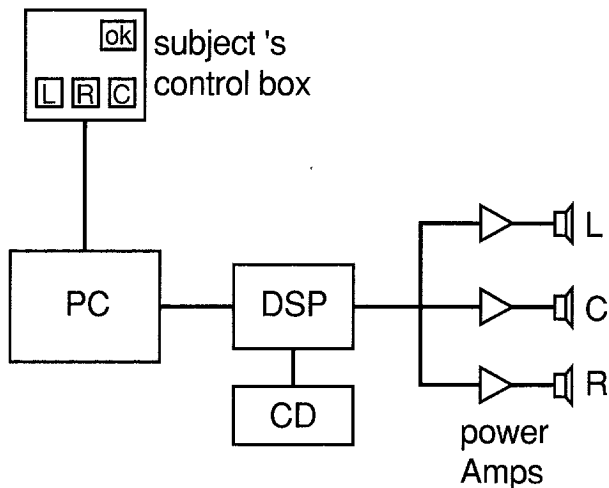 ok
subject 's
control box
L R C
L
PC
DSP
C
CD
R
power
Amps